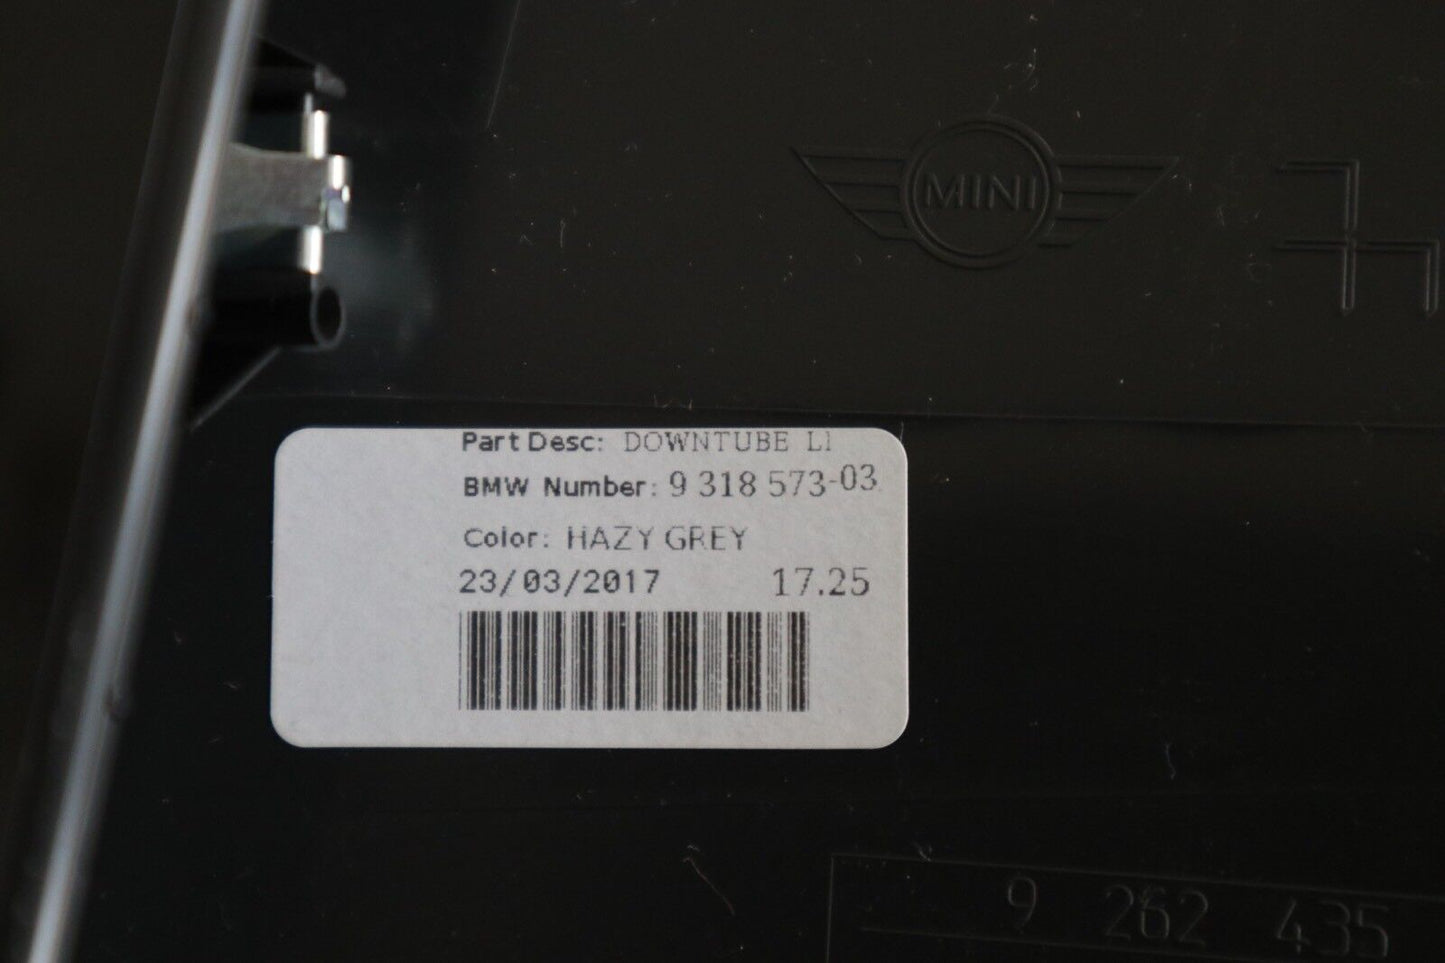 MINI
Part Desc: DOWNTUBE LI
BMW Number: 9 318 573-03
Color: HAZY GREY
23/03/2017 17.25
9 262 435